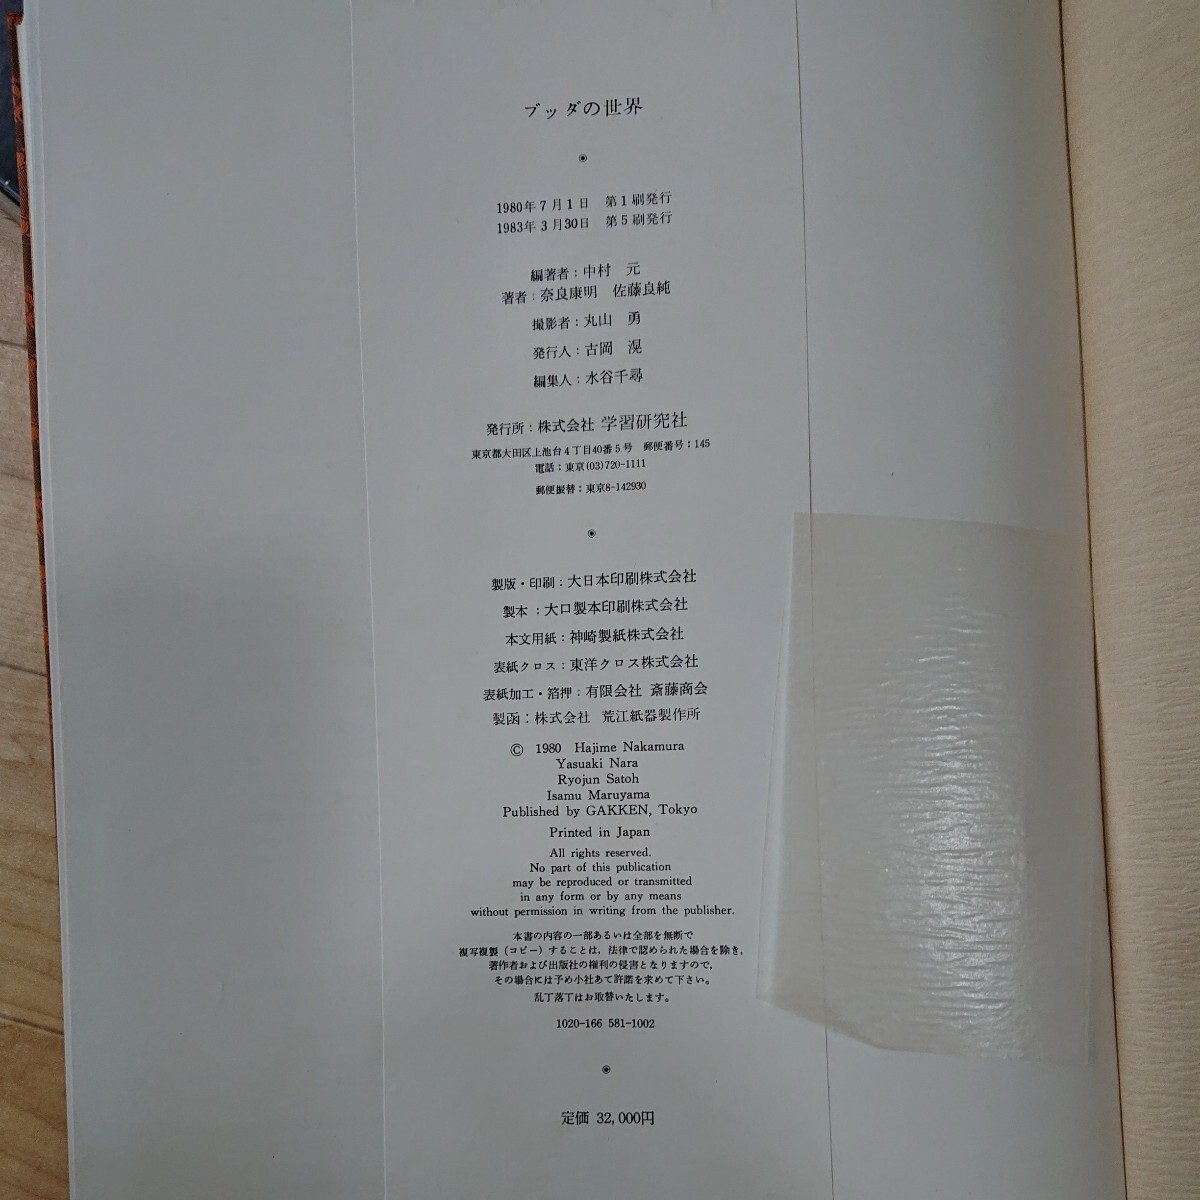 ブッダの世界
1980年7月1日 第1刷発行
1983年3月30日 第5刷発行
編著者:中村 元
著者:奈良康明 佐藤良純
撮影者:丸山 勇
発行人:古岡 滉
編集人:水谷千尋
発行所:株式会社 学習研究社
東京都大田区上池台4丁目40番5号 郵便番号:145
電話:東京(03)720-1111
郵便振替:東京8-142930
製版・印刷:大日本印刷株式会社
製本:大口製本印刷株式会社
本文用紙:神崎製紙株式会社
表紙クロス:東洋クロス株式会社
表紙加工・箔押:有限会社 斎藤商会
製函:株式会社 荒江紙器製作所
© 1980 Hajime Nakamura
Yasuaki Nara
Ryojun Satoh
Isamu Maruyama
Published by GAKKEN, Tokyo
Printed in Japan
All rights reserved.
No part of this publication
may be reproduced or transmitted
in any form or by any means
without permission in writing from the publisher.
本書の内容の一部あるいは全部を無断で
複写複製(コピー)することは,法律で認められた場合を除き,
著作者および出版社の権利の侵害となりますので,
その場合には予め小社あて許諾を求めて下さい。
乱丁落丁はお取替いたします。
1020-166 581-1002
定価 32,000円